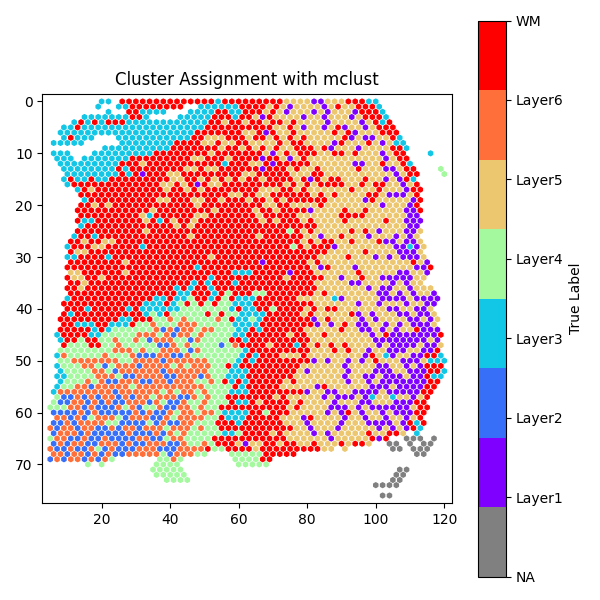 Cluster Assignment with mclust
0
10
20
30
40
50
60
70
20
40
60
80
100
120
WM
Layer6
Layer5
Layer4
Layer3
Layer2
Layer1
NA
True Label